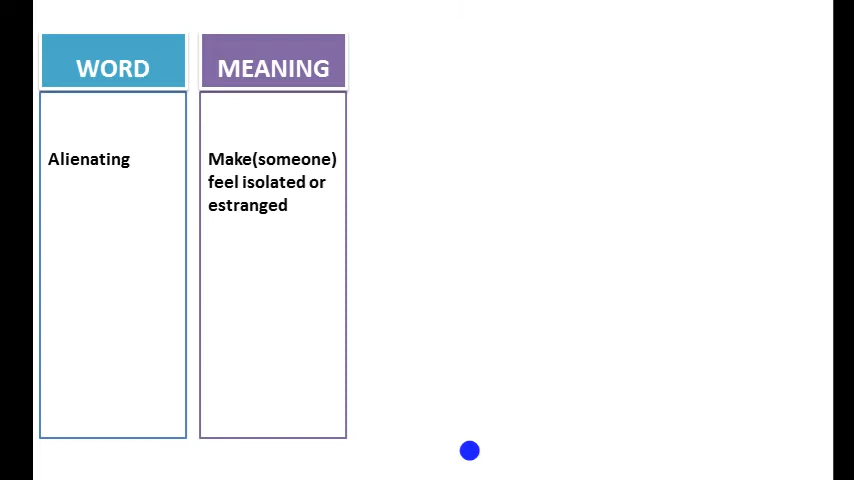 WORD
MEANING
Alienating
Make(someone)
feel isolated or
estranged